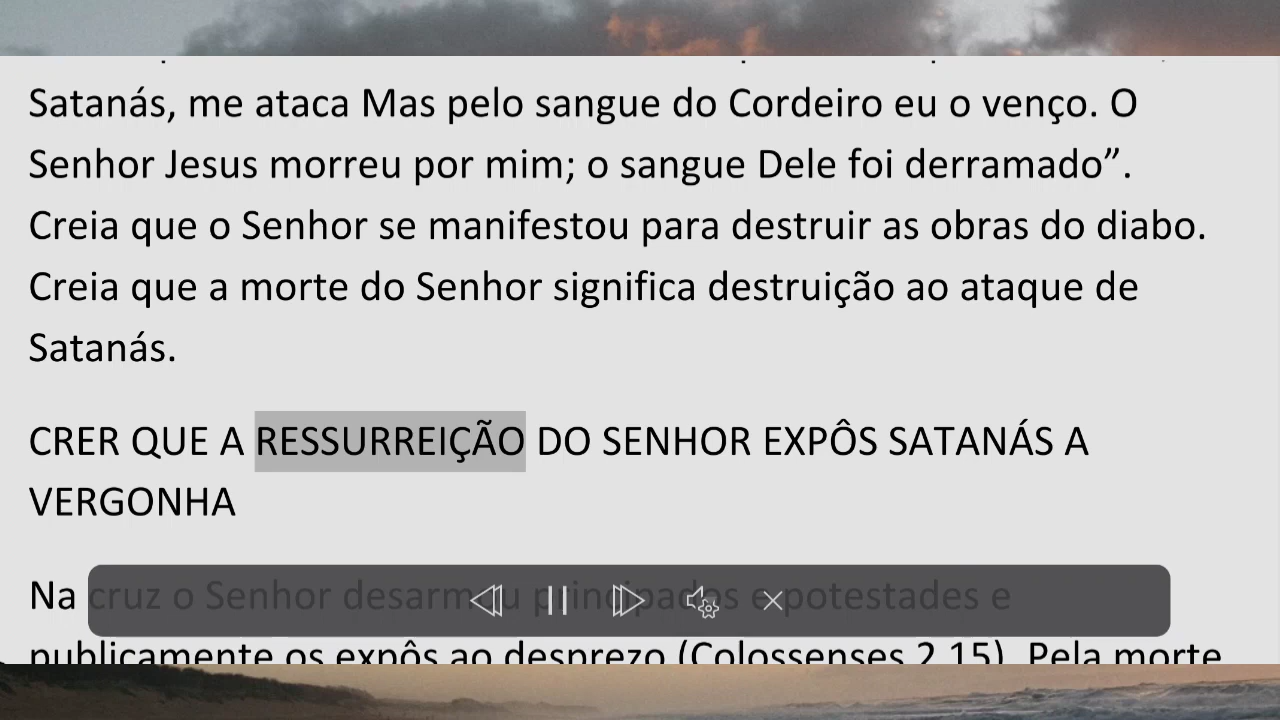 Satanás, me ataca Mas pelo sangue do Cordeiro eu o venço. O
Senhor Jesus morreu por mim; o sangue Dele foi derramado”.
Creia que o Senhor se manifestou para destruir as obras do diabo.
Creia que a morte do Senhor significa destruição ao ataque de
Satanás.
CRER QUE A RESSURREIÇÃO DO SENHOR EXPÔS SATANÁS A
VERGONHA
Na cruz o Senhor desarmou principados e potestades e
publicamente os expôs ao desprezo (Colossenses 2.15). Pela morte